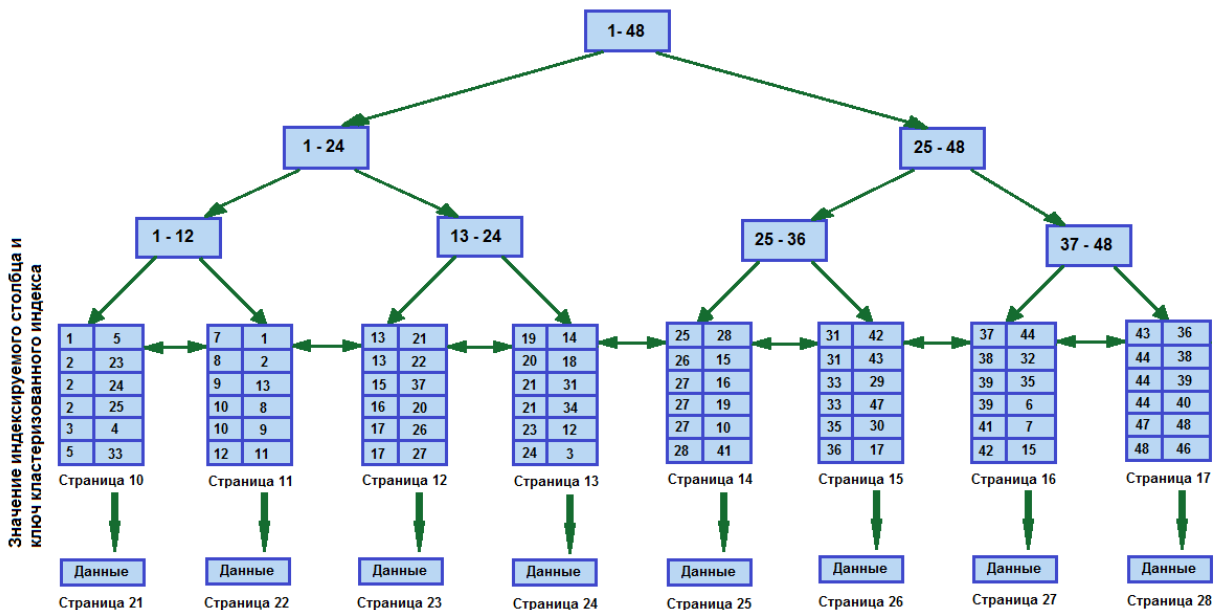 1- 48
1 - 24
25 - 48
1 - 12
13 - 24
25 - 36
37 - 48
Значение индексируемого столбца и
ключ кластеризованного индекса
1 5
2 23
2 24
2 25
3 4
5 33
Страница 10
7 1
8 2
9 13
10 8
10 9
12 11
Страница 11
13 21
13 22
15 37
16 20
17 26
17 27
Страница 12
19 14
20 18
21 31
21 34
23 12
24 3
Страница 13
25 28
26 15
27 16
27 19
27 10
28 41
Страница 14
31 42
31 43
33 29
33 47
35 30
36 17
Страница 15
37 44
38 32
39 35
39 6
41 7
42 15
Страница 16
43 36
44 38
44 39
44 40
47 48
48 46
Страница 17
Данные
Страница 21
Данные
Страница 22
Данные
Страница 23
Данные
Страница 24
Данные
Страница 25
Данные
Страница 26
Данные
Страница 27
Данные
Страница 28